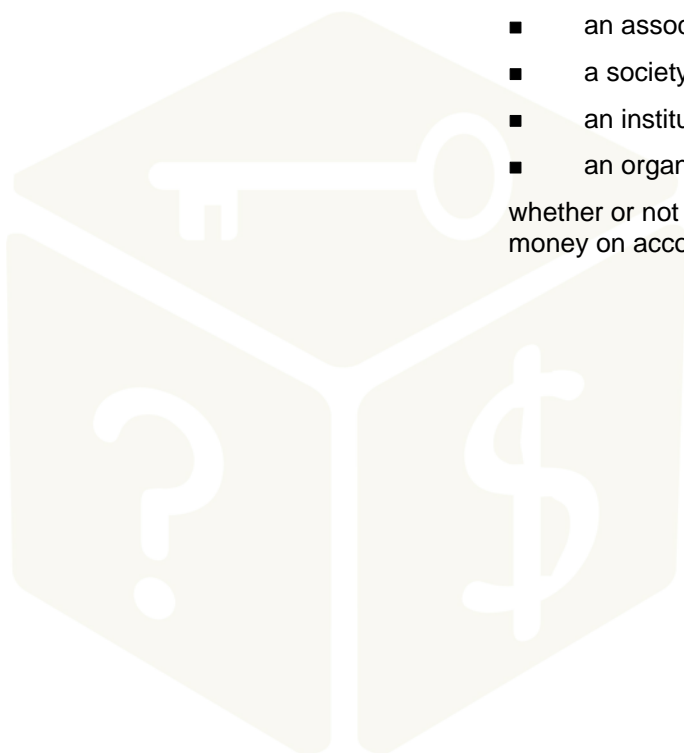 ■ an assoc
■ a society
■ an institu
■ an organ
whether or not
money on acco
? $